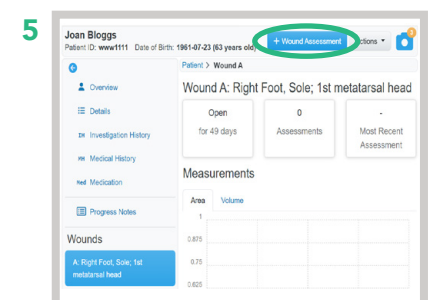 5
Joan Bloggs
Patient ID: www1111 Date of Birth: 1961-07-23 (63 years old)
+ Wound Assessment
ctions
Patient > Wound A
Overview
Details
Investigation History
Medical History
Med Medication
Progress Notes
Wounds
A: Right Foot, Sole; 1st
metatarsal head
Wound A: Right Foot, Sole; 1st metatarsal head
Open
for 49 days
0
Assessments
-
Most Recent
Assessment
Measurements
Area Volume
1
0.875
0.75
0.625